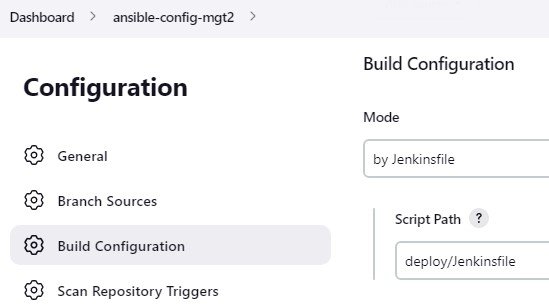 Dashboard > ansible-config-mgt2 >
Configuration
General
Branch Sources
Build Configuration
Scan Repository Triggers
Build Configuration
Mode
by Jenkinsfile
Script Path ?
deploy/Jenkinsfile